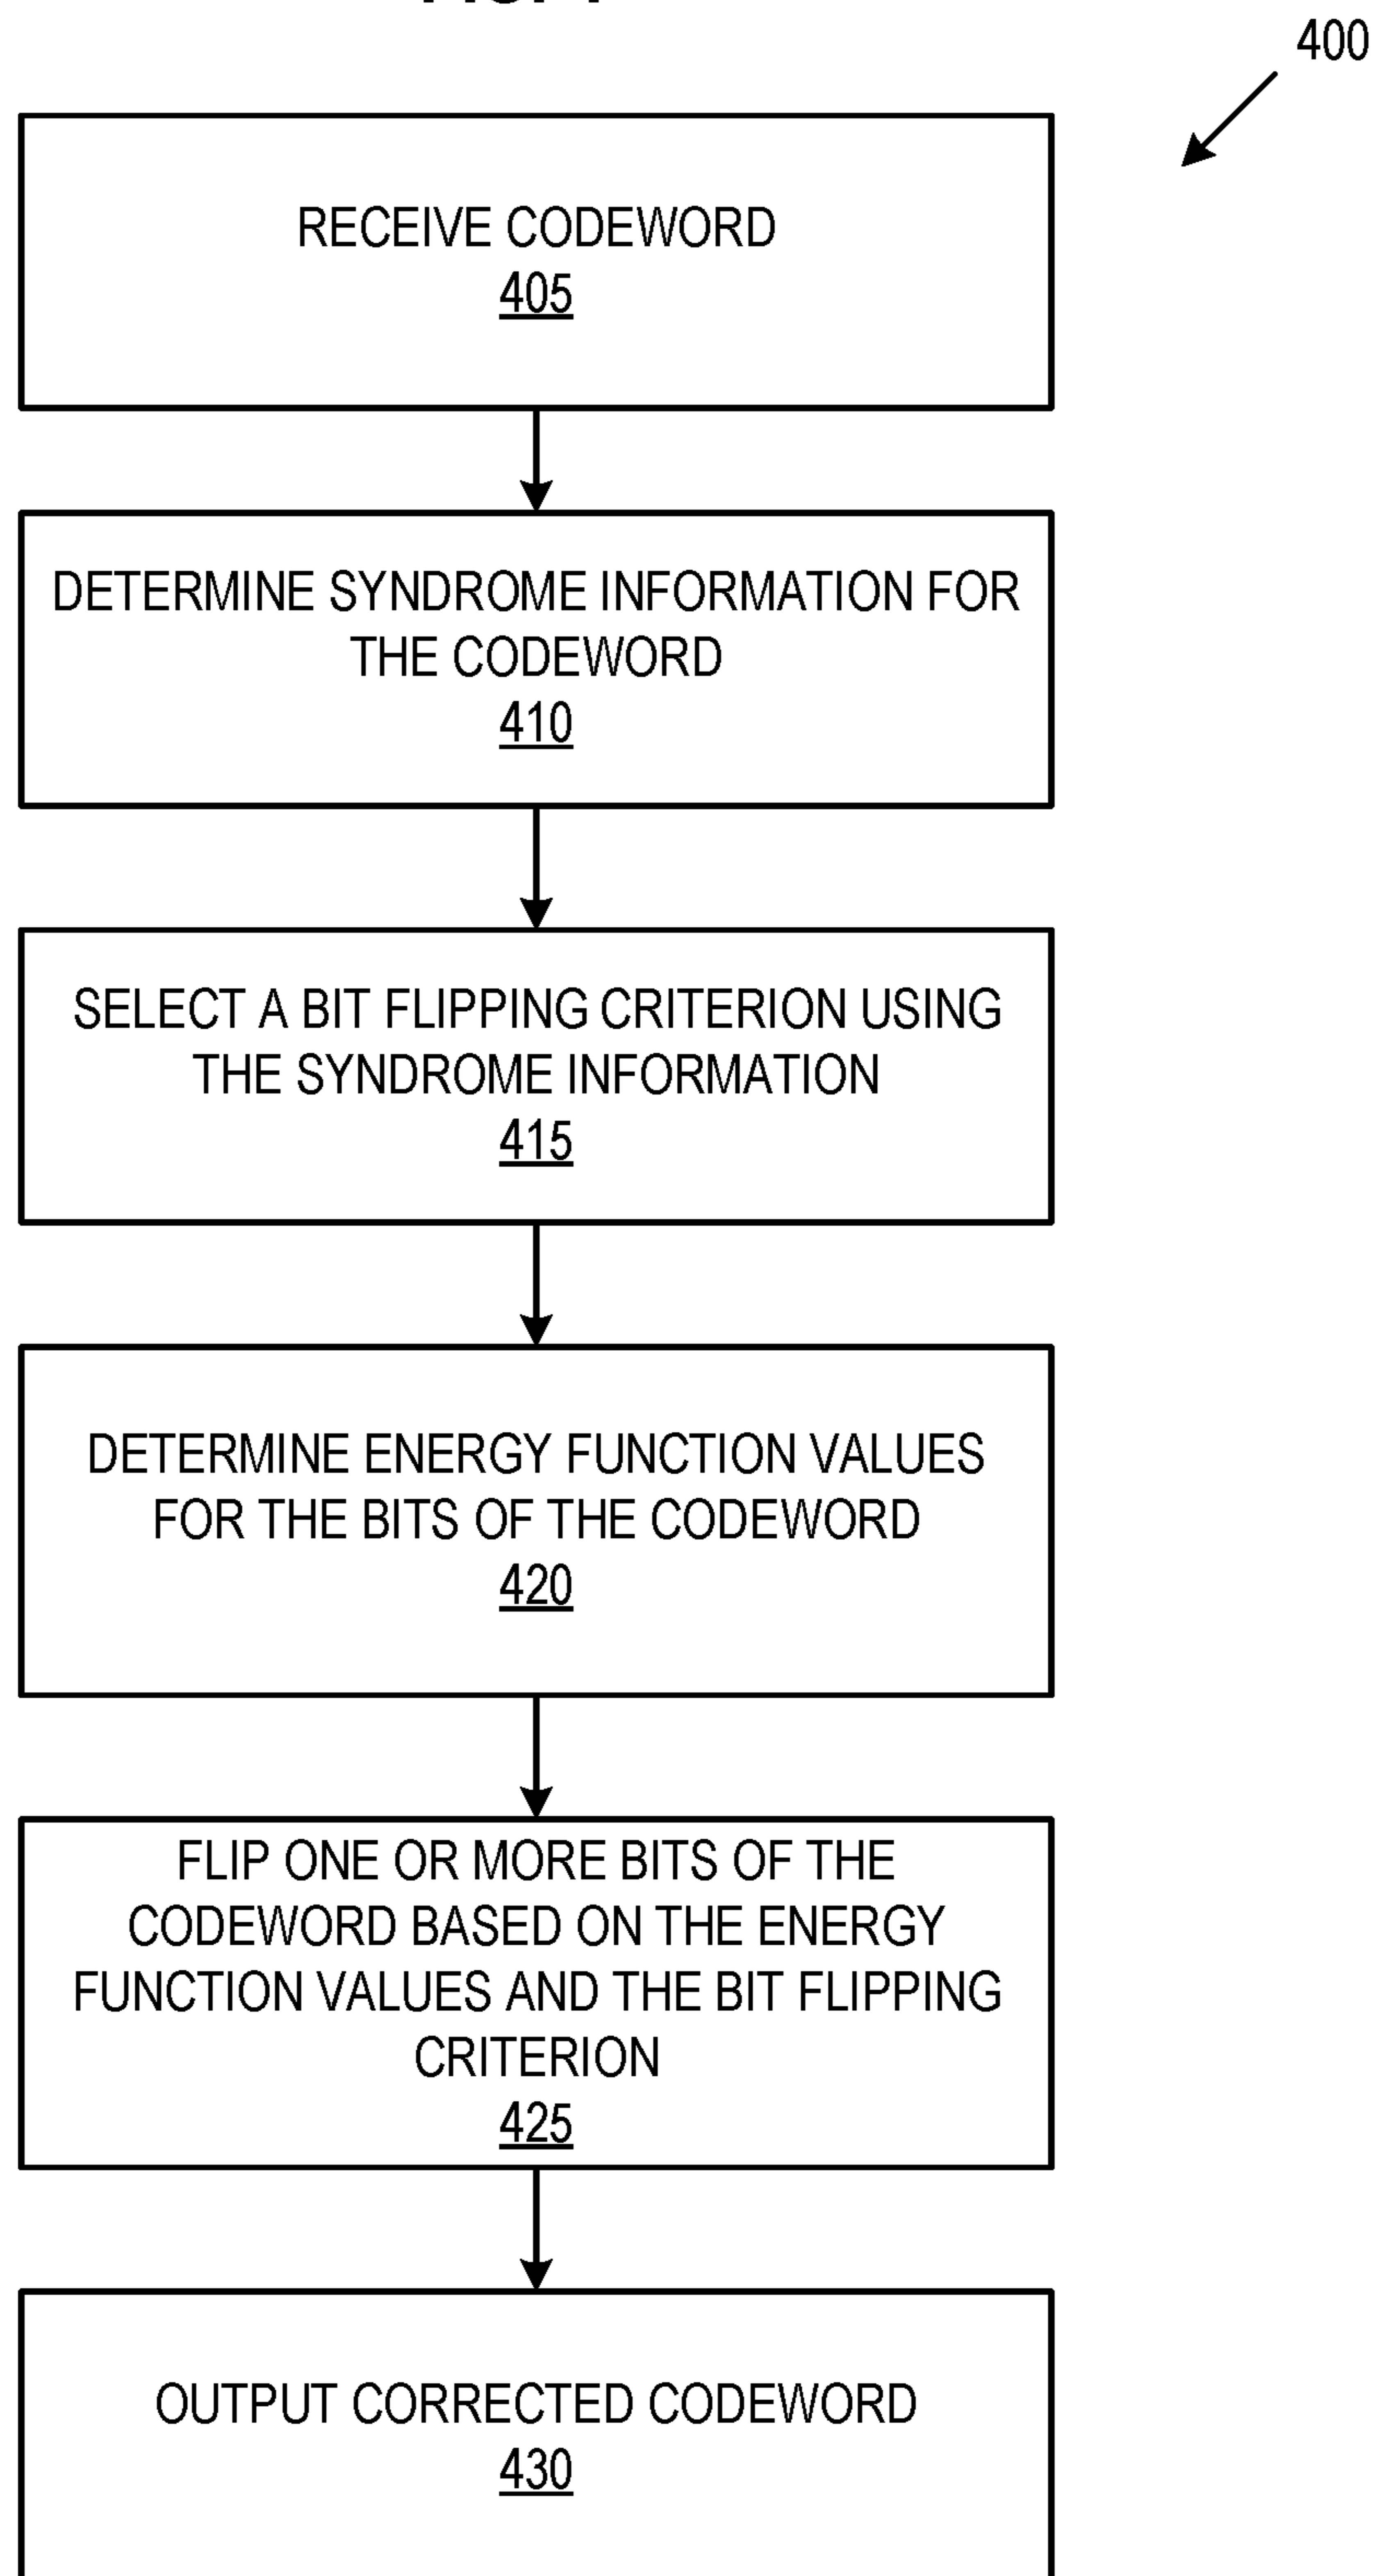 400
RECEIVE CODEWORD
405
DETERMINE SYNDROME INFORMATION FOR
THE CODEWORD
410
SELECT A BIT FLIPPING CRITERION USING
THE SYNDROME INFORMATION
415
DETERMINE ENERGY FUNCTION VALUES
FOR THE BITS OF THE CODEWORD
420
FLIP ONE OR MORE BITS OF THE
CODEWORD BASED ON THE ENERGY
FUNCTION VALUES AND THE BIT FLIPPING
CRITERION
425
OUTPUT CORRECTED CODEWORD
430